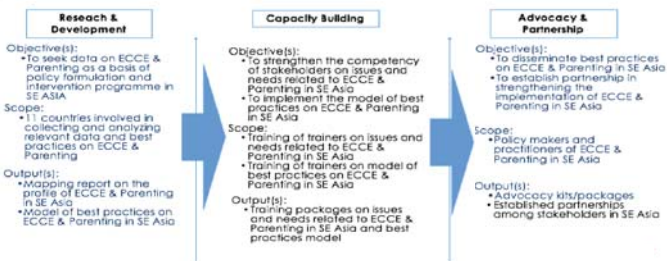 Reseach &
Development
Objective(s):
•To seek data on ECCE &
Parenting as a basis of
policy formulation and
intervention programme in
SE ASIA
Scope:
•11 countries involved in
collecting and analyzing
relevant data and best
practices on ECCE &
Parenting
Output(s):
•Mapping report on the
profile of ECCE & Parenting
in SE Asia
•Model of best practices on
ECCE & Parenting in SE Asia
Capacity Building
Objective(s):
•To strengthen the competency
of stakeholders on issues and
needs related to ECCE &
Parenting in SE Asia
•To implement the model of best
practices on ECCE & Parenting
in SE Asia
Scope:
•Training of trainers on issues and
needs related to ECCE &
Parenting in SE Asia
•Training of trainers on model of
best practices on ECCE &
Parenting in SE Asia
Output(s):
•Training packages on issues
and needs related to ECCE &
Parenting in SE Asia and best
practices model
Advocacy &
Partnership
Objective(s):
•To disseminate best practices
on ECCE & Parenting in SE Asia
•To establish partnership in
strengthening the
implementation of ECCE &
Parenting in SE Asia
Scope:
•Policy makers and
practitioners of ECCE &
Parenting in SE Asia
Output(s):
•Advocacy kits/packages
•Established partnerships
among stakeholders in SE Asia